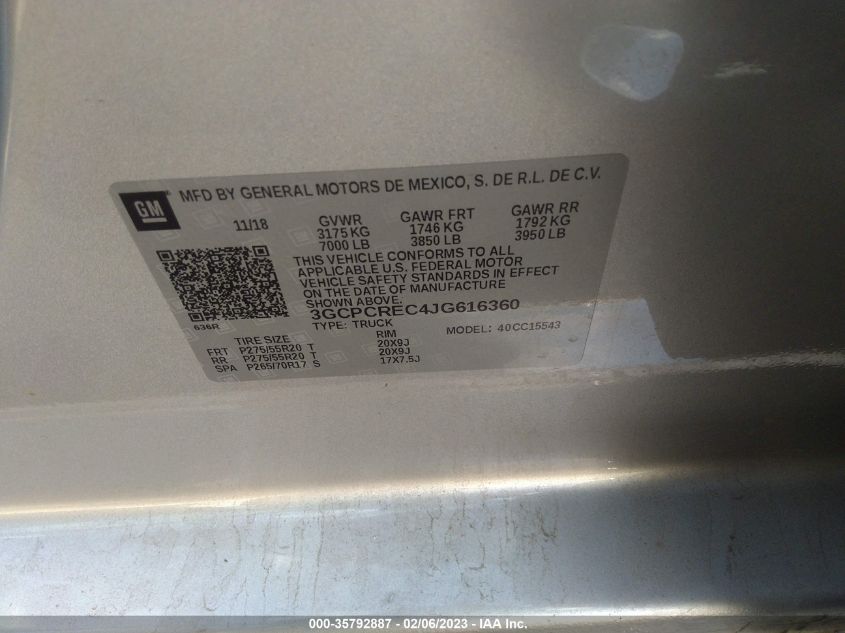 GM
MFD BY GENERAL MOTORS DE MEXICO, S. DE R.L. DE C.V.
11/18 GVWR GAWR FRT GAWR RR
3175 KG 1746 KG 1792 KG
7000 LB 3850 LB 3950 LB
THIS VEHICLE CONFORMS TO ALL
APPLICABLE U.S. FEDERAL MOTOR
VEHICLE SAFETY STANDARDS IN EFFECT
ON THE DATE OF MANUFACTURE
SHOWN ABOVE.
3GCPCREC4JG616360
636R TYPE: TRUCK MODEL: 40CC15543
TIRE SIZE RIM
FRT P275/55R20 T 20X9J
RR P275/55R20 T 20X9J
SPA P265/70R17 S 17X7.5J
000-35792887 - 02/06/2023 - IAA Inc.